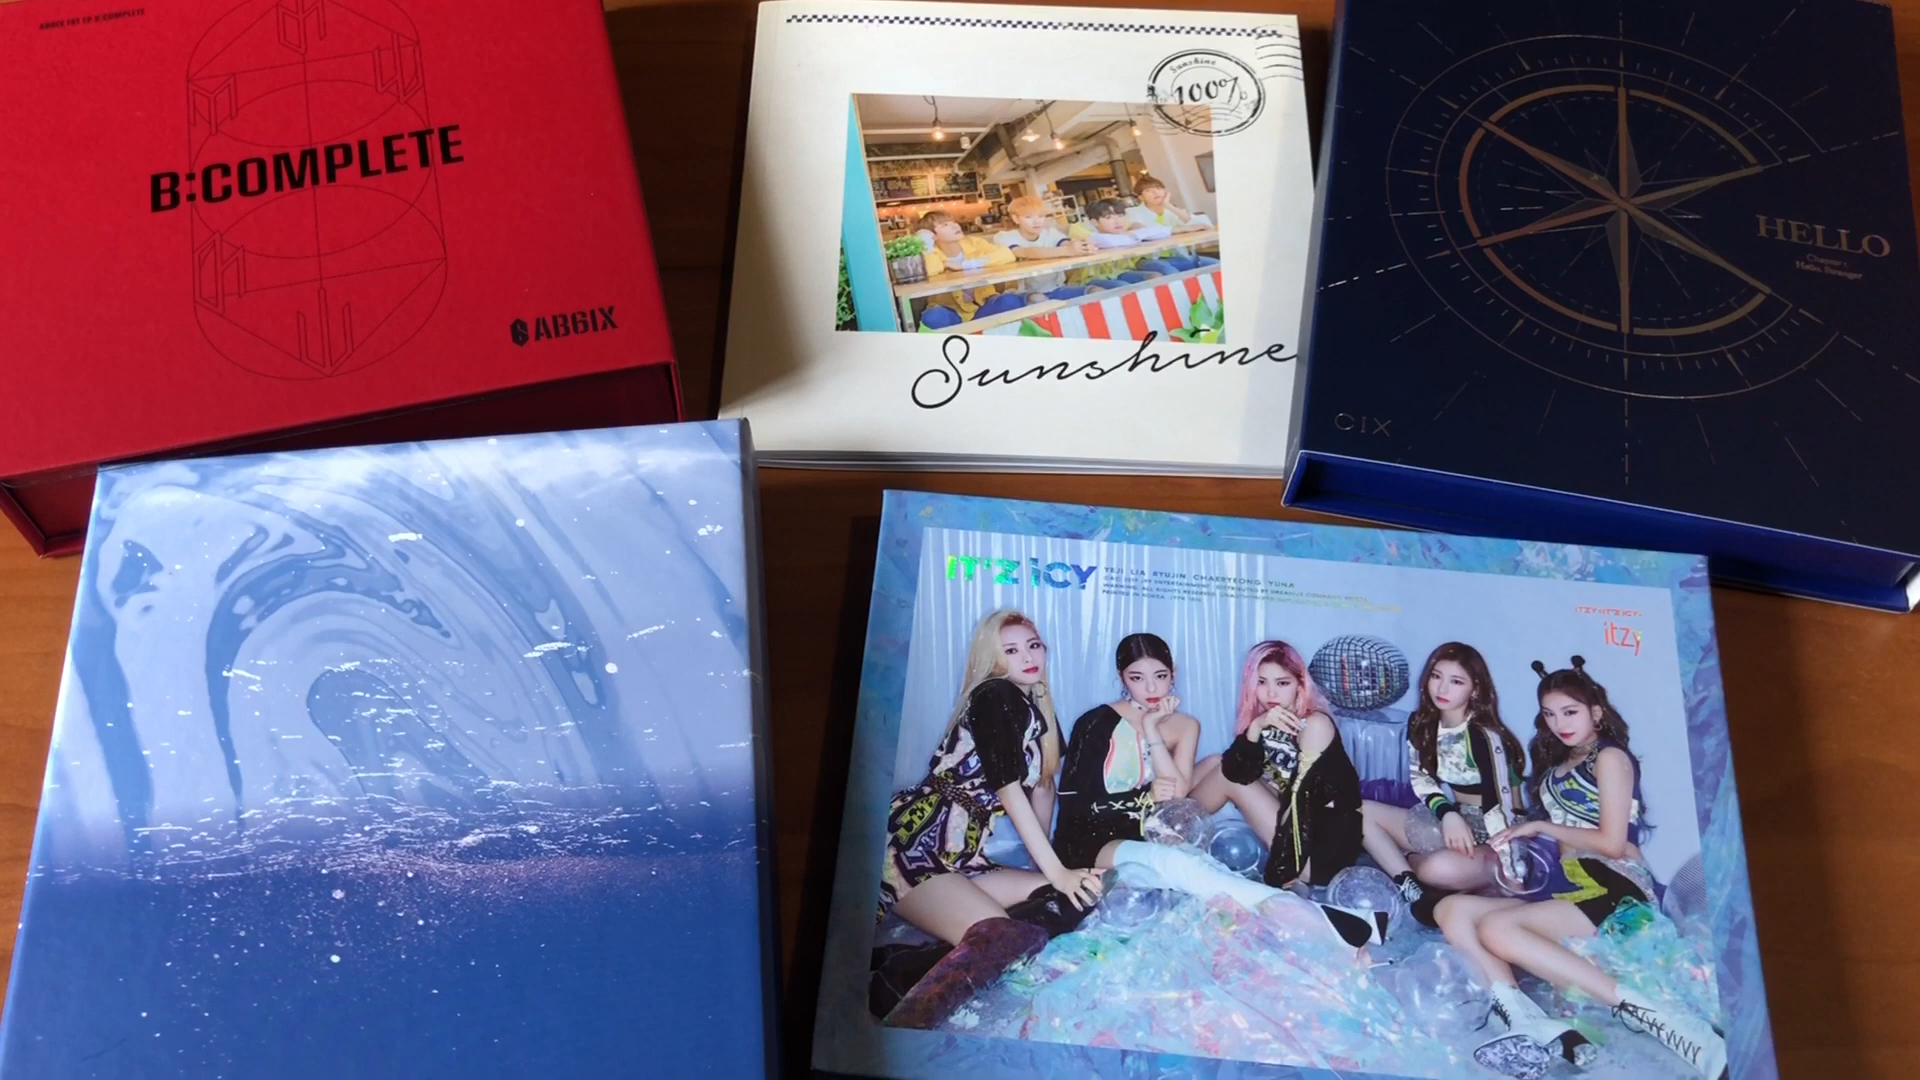 AB6IX 1ST EP B:COMPLETE
B:COMPLETE
AB6IX
Sunshine
100%
Sunshine
HELLO
Chapter 1.
Hello, Stranger
CIX
IT'Z ICY
YEJI LIA RYUJIN CHAERYEONG YUNA
itzy